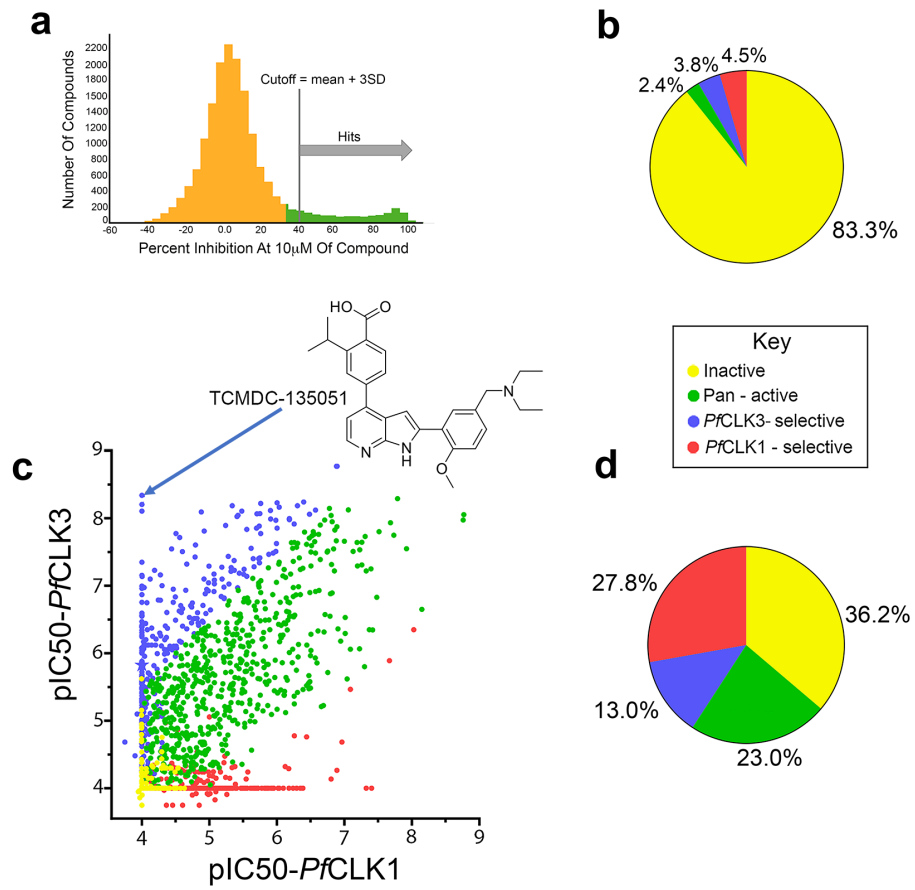 a
Number Of Compounds
2200
2000
1800
1600
1400
1200
1000
800
600
400
200
0
-60 -40 -20 0.0 20 40 60 80 100
Cutoff = mean + 3SD
Hits
Percent Inhibition At 10μM Of Compound
b
2.4% 3.8% 4.5%
83.3%
Key
Inactive
Pan - active
PfCLK3- selective
PfCLK1 - selective
TCMDC-135051
HO
O
N
N
N
H
O
c
pIC50-PfCLK3
9
8
7
6
5
4
4 5 6 7 8 9
pIC50-PfCLK1
d
27.8%
36.2%
13.0%
23.0%